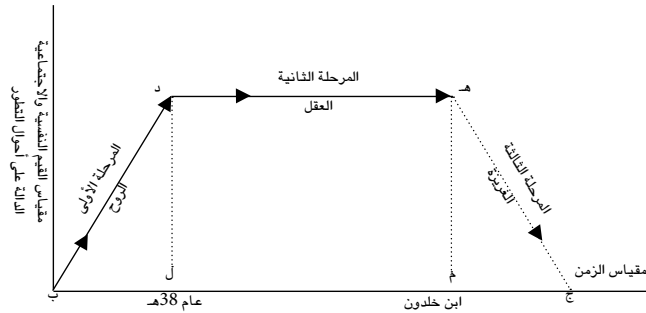 مقياس القيم النفسية والاجتماعية
الدالة على أحوال التطور
د
المرحلة الثانية
العقل
هـ
المرحلة الأولى
الروح
المرحلة الثالثة
الغريزة
ل
م
مقياس الزمن
ب
عام 38هـ
ابن خلدون
ج